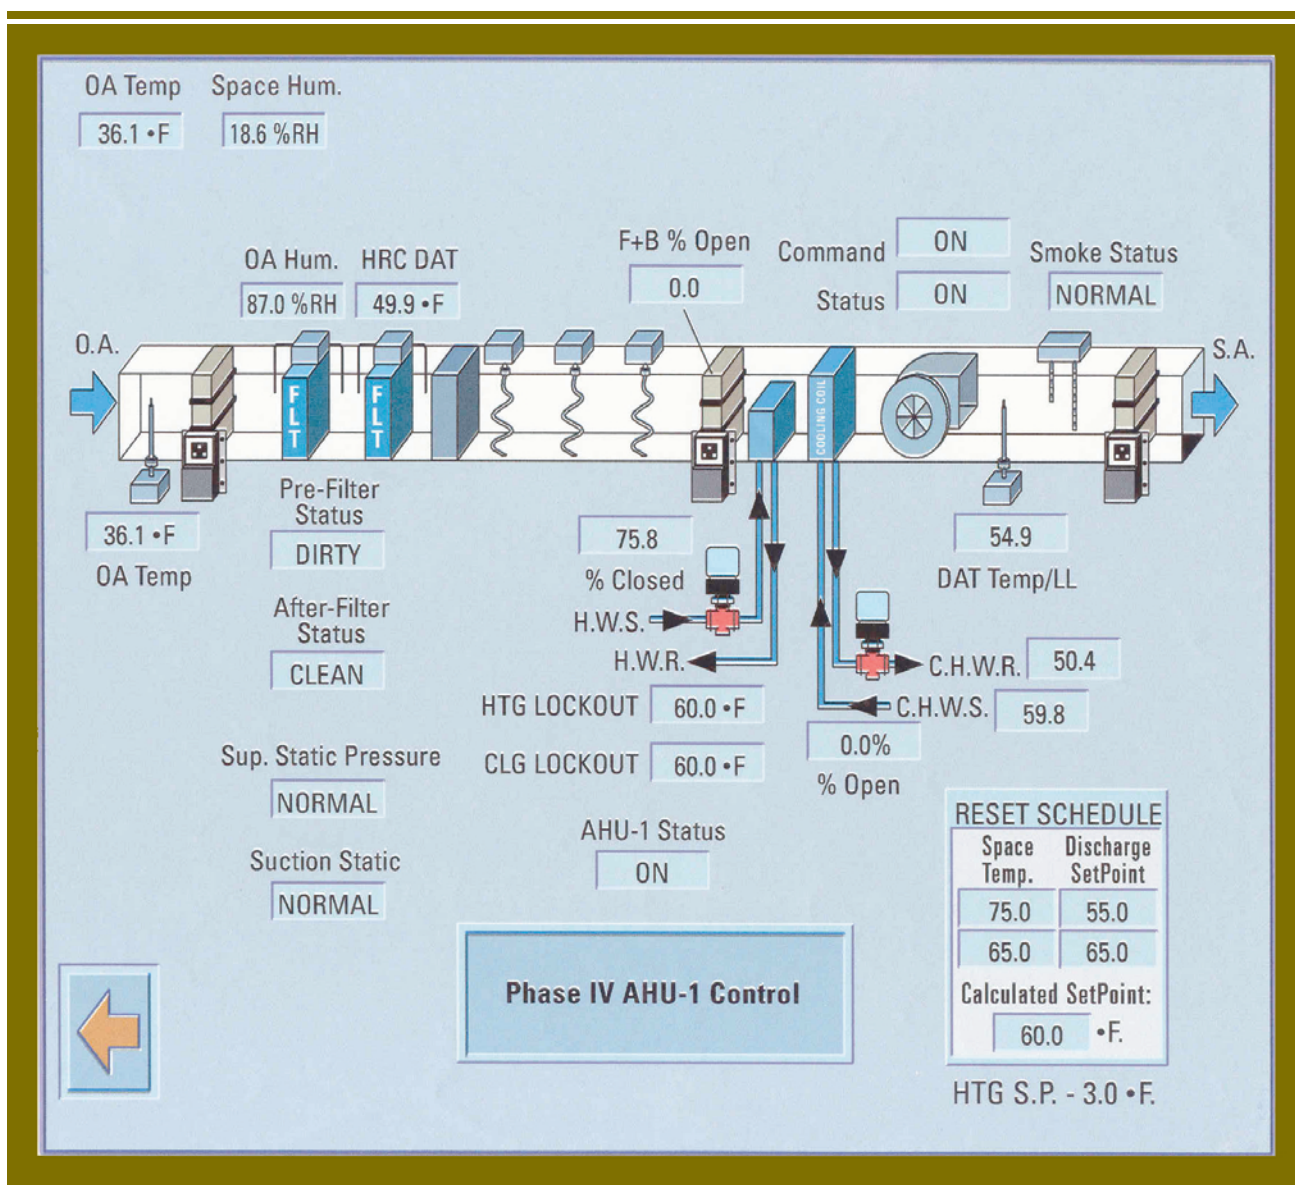 OA Temp
Space Hum.
36.1 •F
18.6 %RH
F+B % Open
0.0
Command
ON
Status
ON
Smoke Status
NORMAL
OA Hum.
HRC DAT
87.0 %RH
49.9 •F
O.A.
S.A.
FLT
FLT
COOLING COIL
36.1 •F
OA Temp
Pre-Filter
Status
DIRTY
After-Filter
Status
CLEAN
75.8
% Closed
54.9
DAT Temp/LL
H.W.S.
H.W.R.
C.H.W.R.
50.4
C.H.W.S.
59.8
HTG LOCKOUT
60.0 •F
CLG LOCKOUT
60.0 •F
0.0%
% Open
Sup. Static Pressure
NORMAL
Suction Static
NORMAL
AHU-1 Status
ON
Phase IV AHU-1 Control
RESET SCHEDULE
Space
Temp.
Discharge
SetPoint
75.0
55.0
65.0
65.0
Calculated SetPoint:
60.0 •F.
HTG S.P. - 3.0 •F.